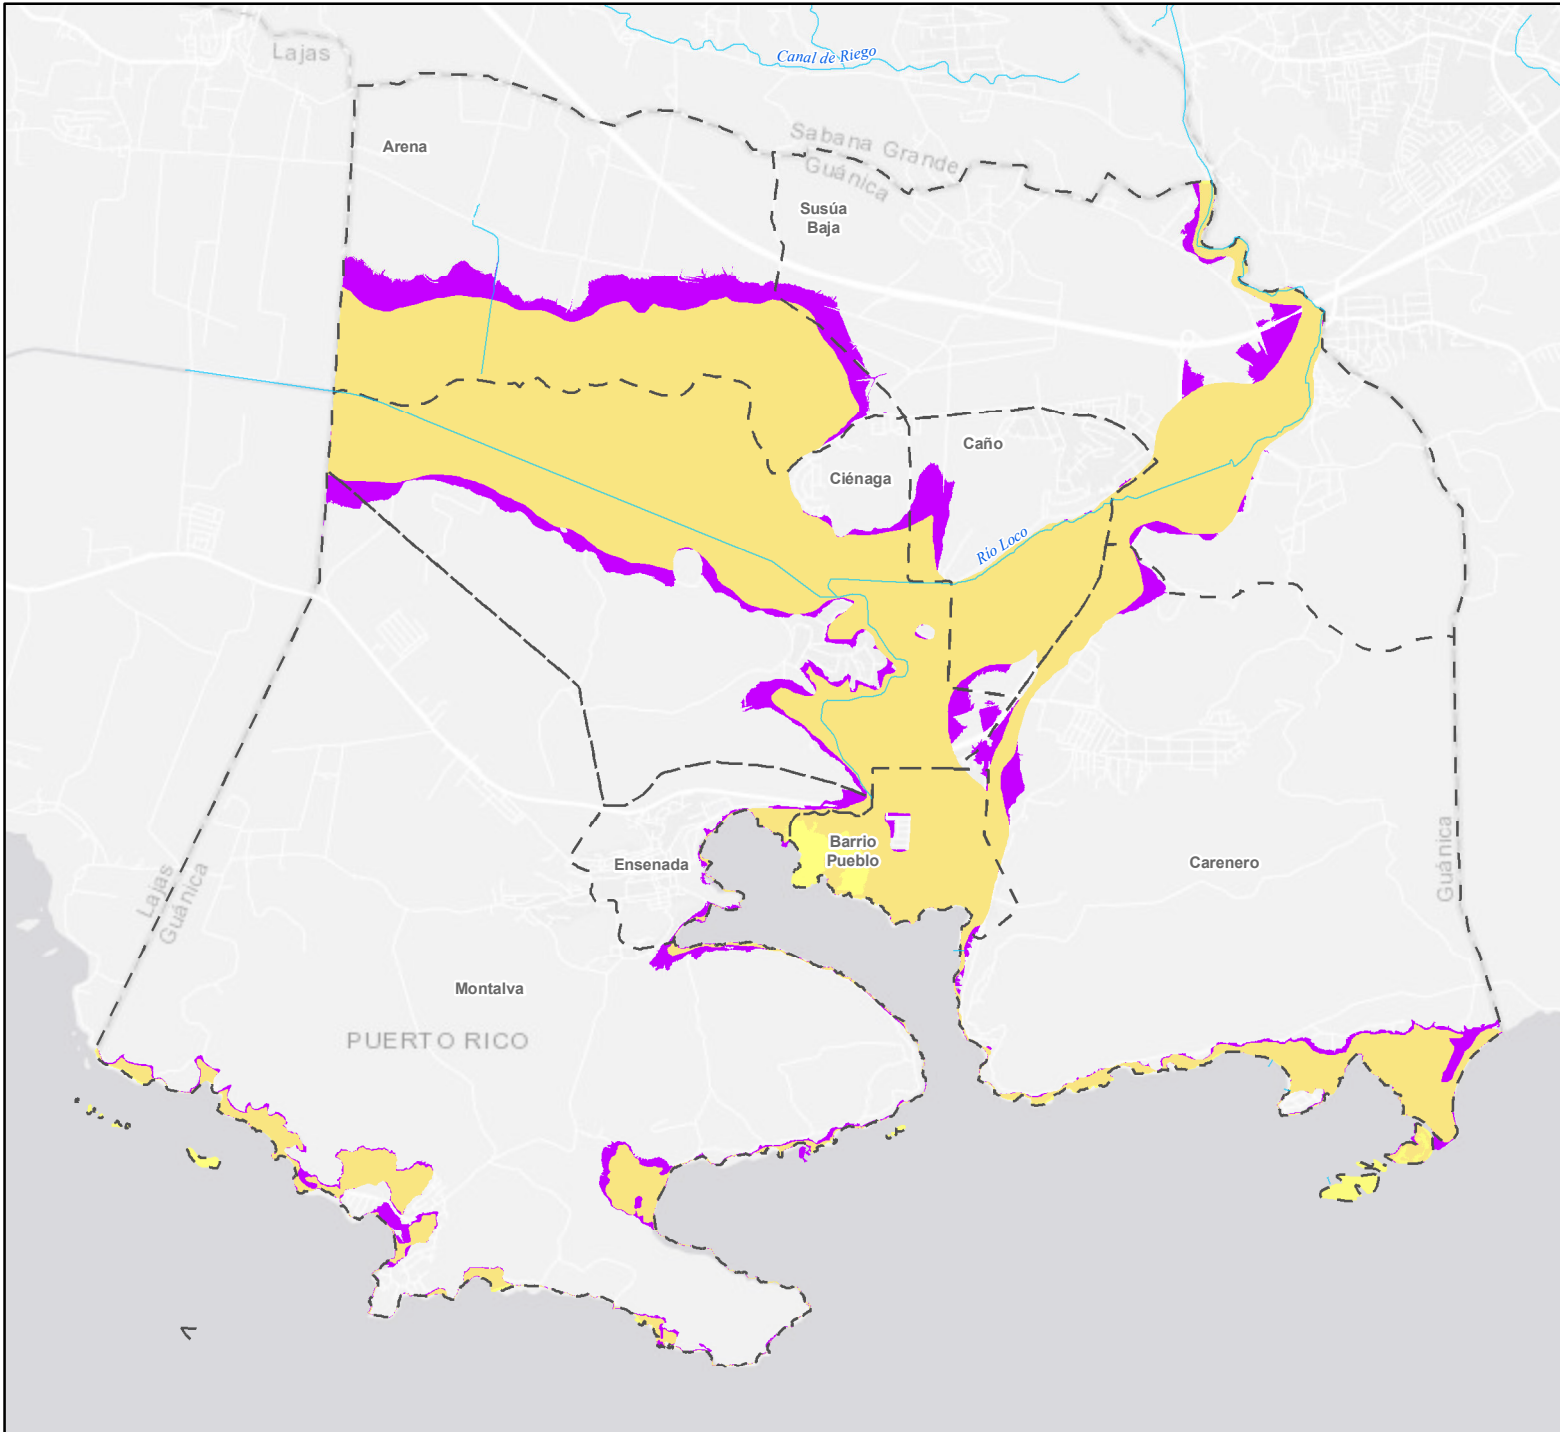 Lajas
Canal de Riego
Arena
Sabana Grande
Guánica
Susúa
Baja
Caño
Ciénaga
Río Loco
Ensenada
Barrio
Pueblo
Carenero
Guánica
Lajas
Guánica
Montalva
PUERTO RICO